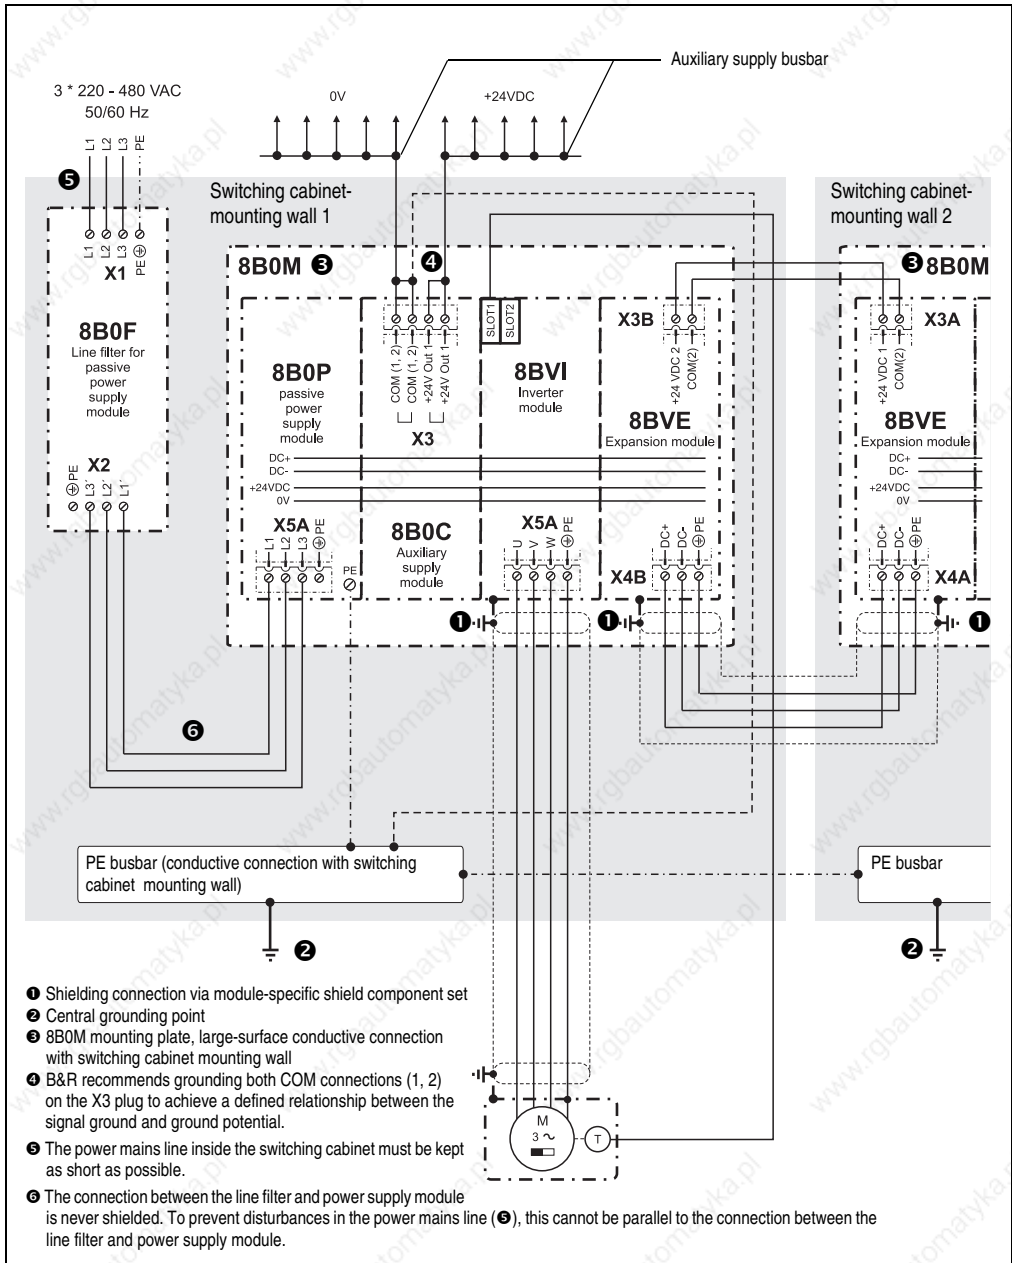 Auxiliary supply busbar
3 * 220 - 480 VAC
50/60 Hz
0V
+24VDC
L1
L2
L3
PE
❺
Switching cabinet-
mounting wall 1
Switching cabinet-
mounting wall 2
L1
L2
L3
PE
X1
8B0F
Line filter for
passive
power
supply
module
X2
PE
L3´
L2´
L1´
8B0M ❸
❹
❸ 8B0M
8B0P
passive
power
supply
module
COM (1, 2)
COM (1, 2)
+24V Out 1
+24V Out 1
X3
SLOT1
SLOT2
8BVI
Inverter
module
X3B
+24 VDC 2
COM(2)
8BVE
Expansion module
X3A
+24 VDC 1
COM(2)
8BVE
Expansion module
DC+
DC-
+24VDC
0V
DC+
DC-
+24VDC
0V
X5A
L1
L2
L3
PE
PE
8B0C
Auxiliary
supply
module
X5A
U
V
W
PE
X4B
DC+
DC-
PE
DC+
DC-
PE
X4A
❶
❶
❶
❻
PE busbar (conductive connection with switching
cabinet mounting wall)
PE busbar
❷
❷
❶ Shielding connection via module-specific shield component set
❷ Central grounding point
❸ 8B0M mounting plate, large-surface conductive connection
with switching cabinet mounting wall
❹ B&R recommends grounding both COM connections (1, 2)
on the X3 plug to achieve a defined relationship between the
signal ground and ground potential.
❺ The power mains line inside the switching cabinet must be kept
as short as possible.
❻ The connection between the line filter and power supply module
is never shielded. To prevent disturbances in the power mains line (❺), this cannot be parallel to the connection between the
line filter and power supply module.
M
3 ~
T
www.rgbautomatyka.pl